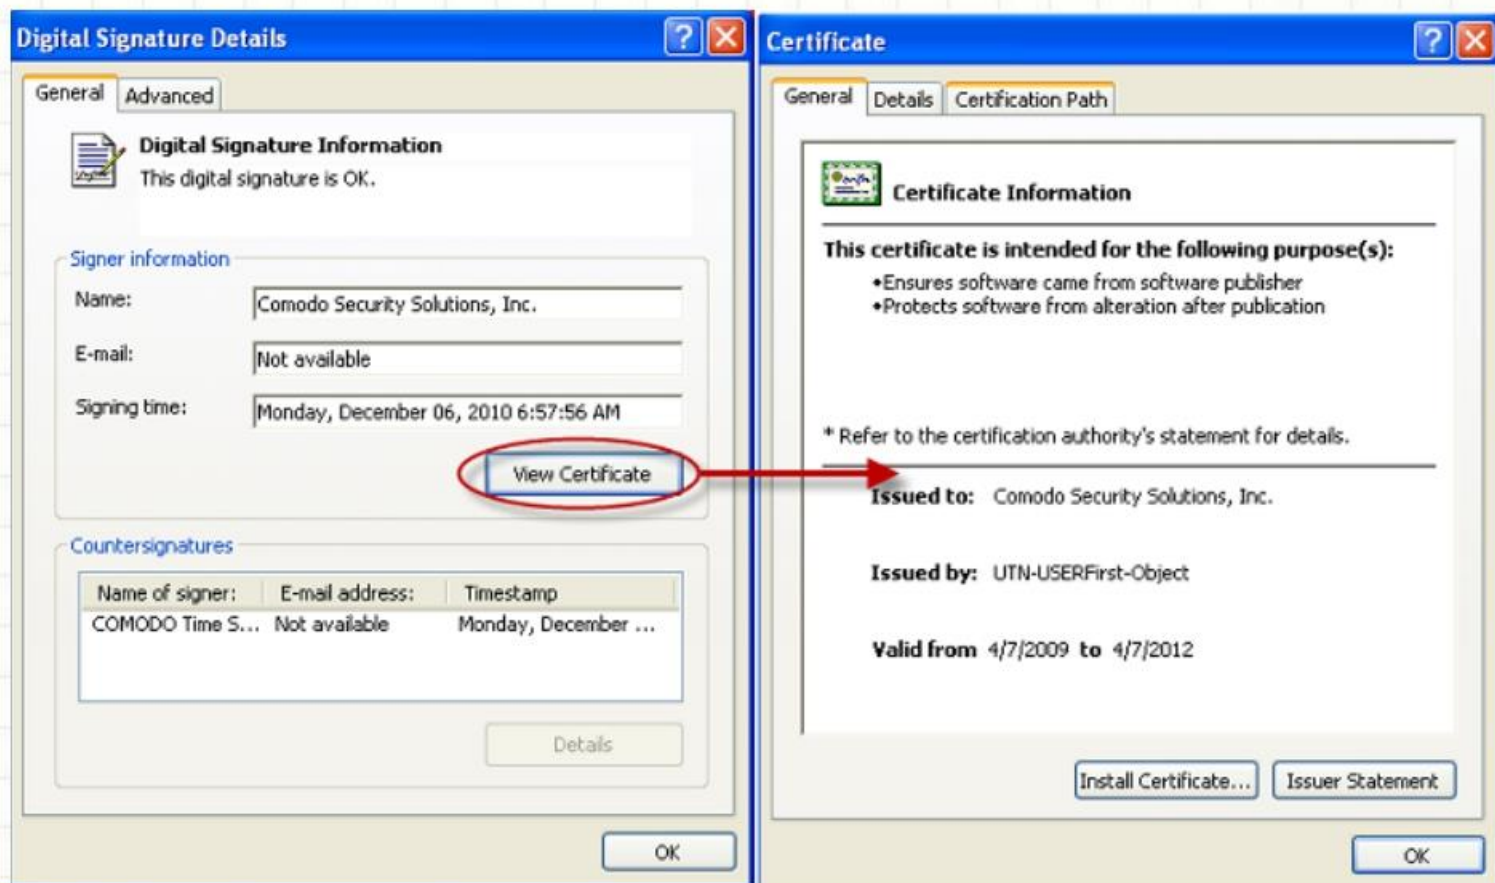 Digital Signature Details
General Advanced
Digital Signature Information
This digital signature is OK.
Signer information
Name: Comodo Security Solutions, Inc.
E-mail: Not available
Signing time: Monday, December 06, 2010 6:57:56 AM
View Certificate
Countersignatures
Name of signer: E-mail address: Timestamp
COMODO Time S... Not available Monday, December ...
Details
OK
Certificate
General Details Certification Path
Certificate Information
This certificate is intended for the following purpose(s):
•Ensures software came from software publisher
•Protects software from alteration after publication
* Refer to the certification authority's statement for details.
Issued to: Comodo Security Solutions, Inc.
Issued by: UTN-USERFirst-Object
Valid from 4/7/2009 to 4/7/2012
Install Certificate... Issuer Statement
OK